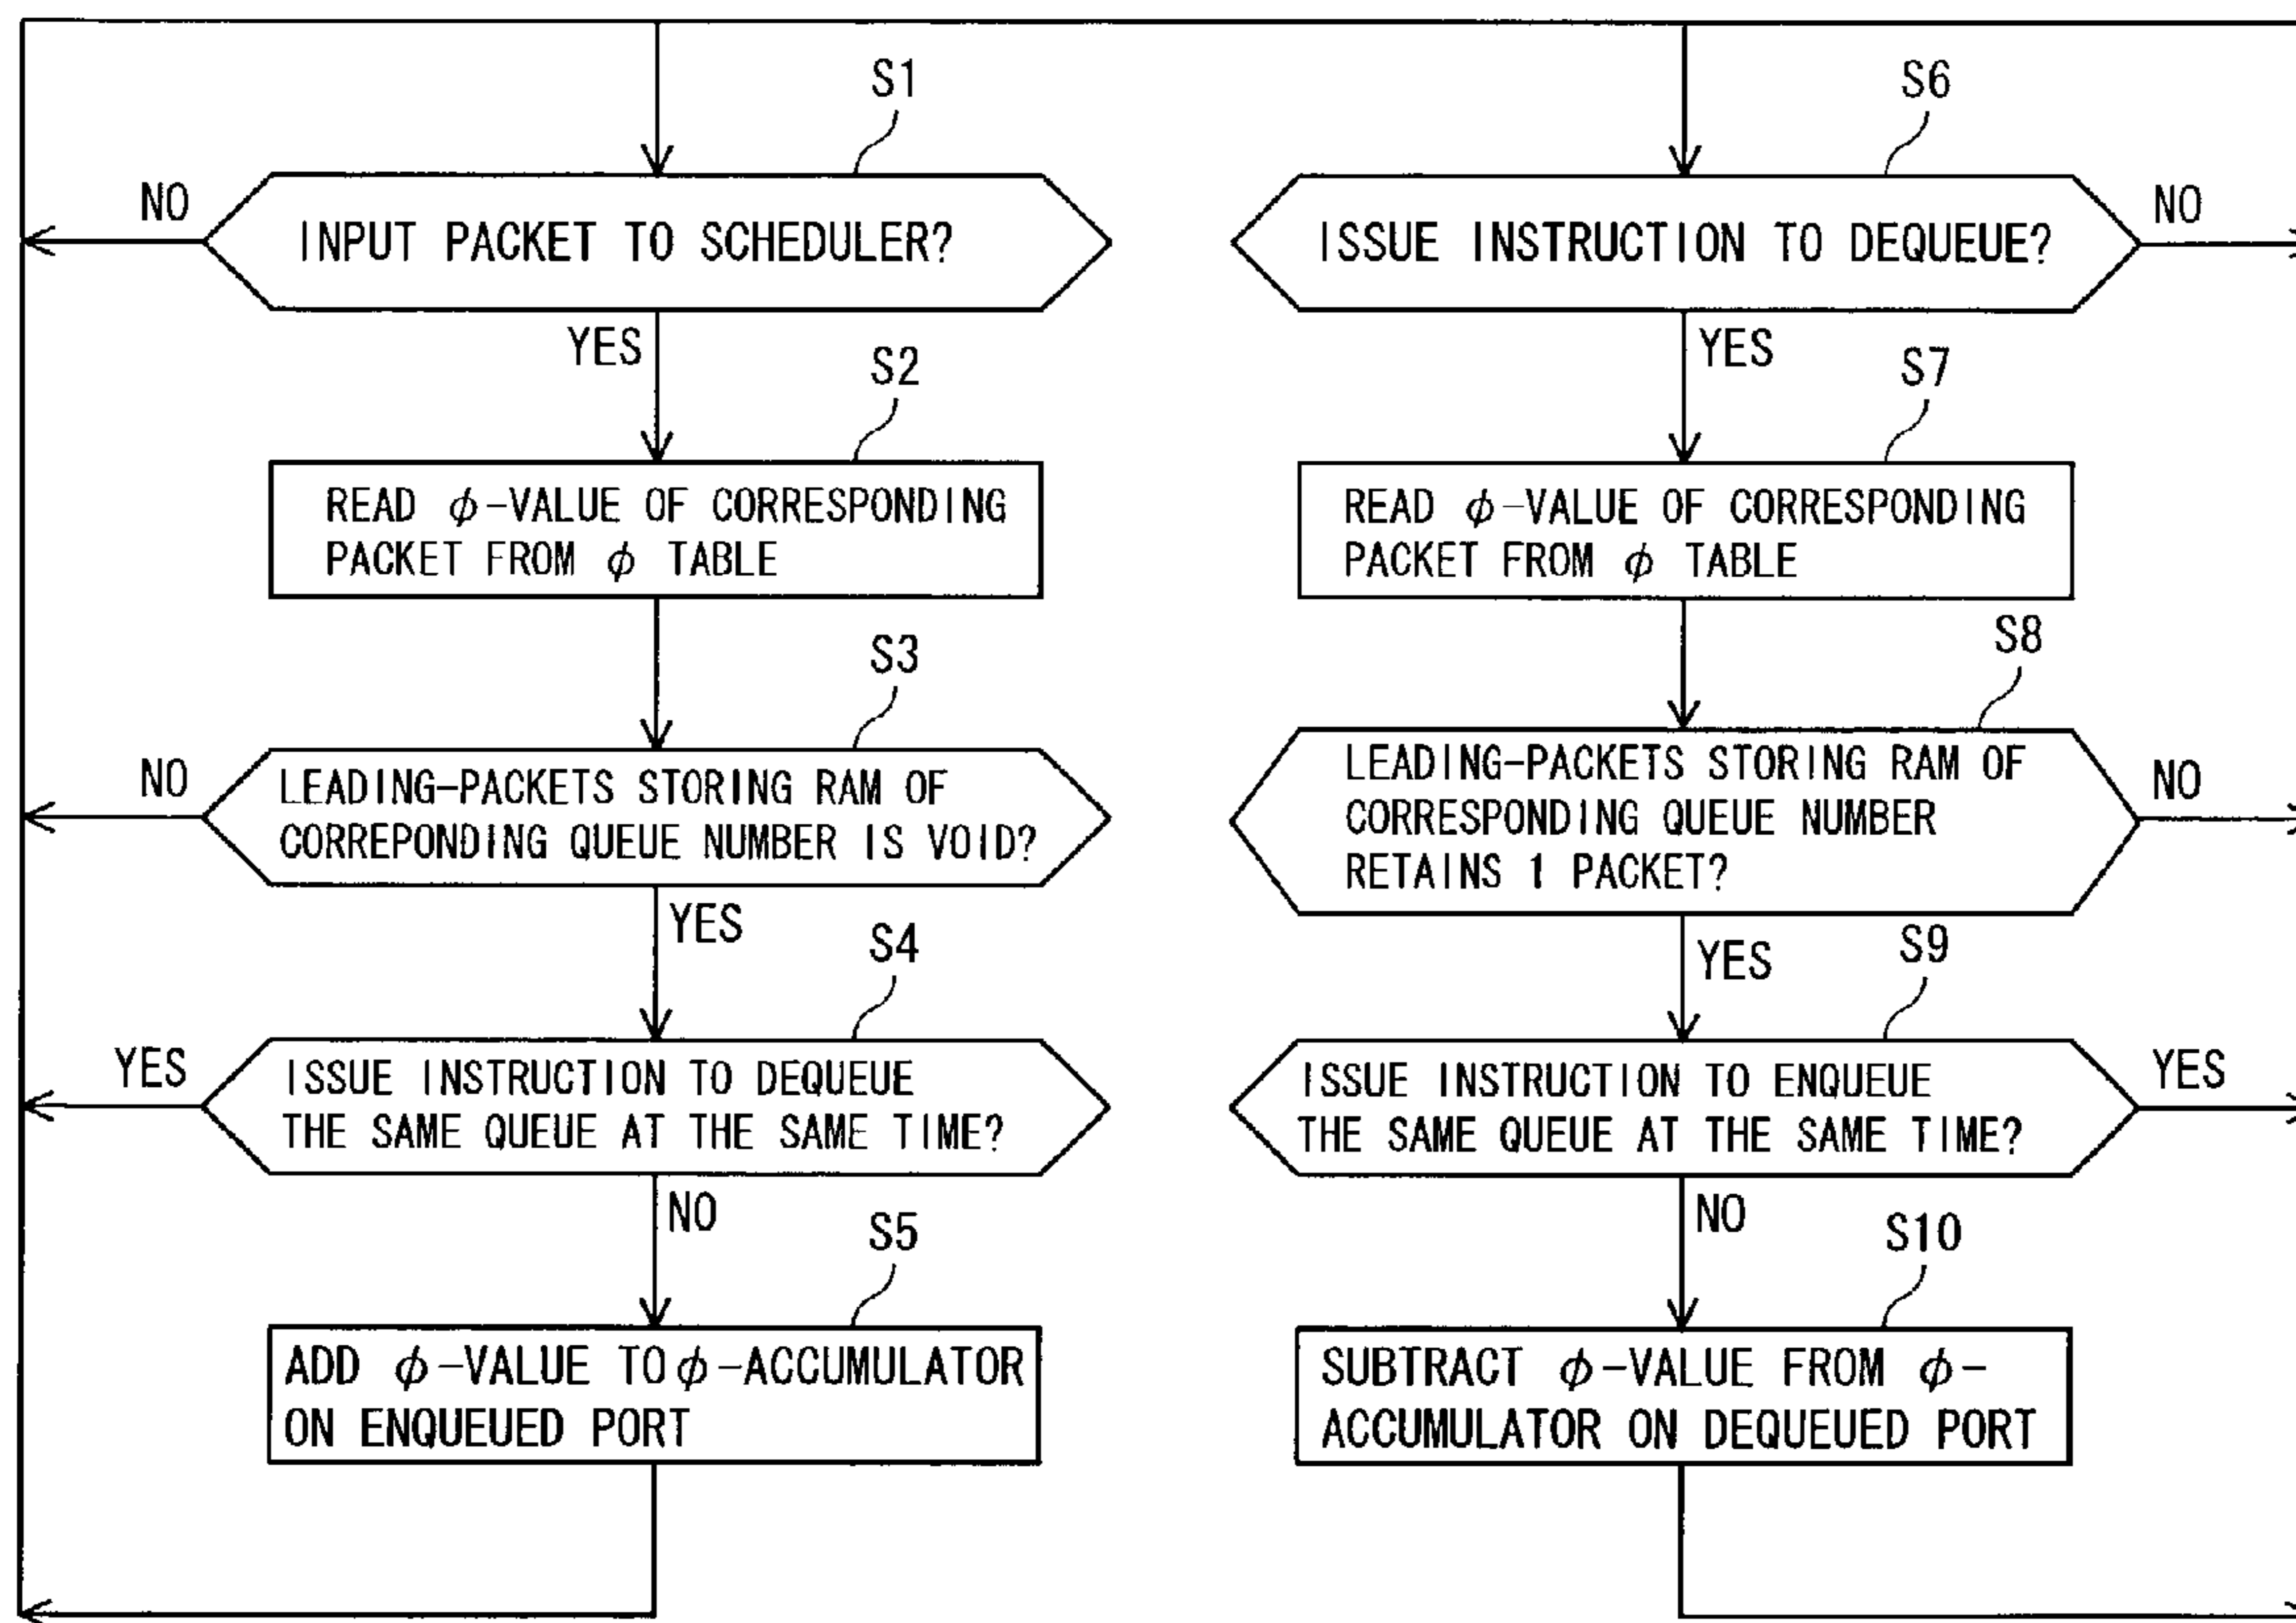 S1
NO
INPUT PACKET TO SCHEDULER?
YES
S2
READ ϕ-VALUE OF CORRESPONDING
PACKET FROM ϕ TABLE
S3
NO
LEADING-PACKETS STORING RAM OF
CORREPONDING QUEUE NUMBER IS VOID?
YES
S4
YES
ISSUE INSTRUCTION TO DEQUEUE
THE SAME QUEUE AT THE SAME TIME?
NO
S5
ADD ϕ-VALUE TO ϕ-ACCUMULATOR
ON ENQUEUED PORT
S6
ISSUE INSTRUCTION TO DEQUEUE?
NO
YES
S7
READ ϕ-VALUE OF CORRESPONDING
PACKET FROM ϕ TABLE
S8
LEADING-PACKETS STORING RAM OF
CORRESPONDING QUEUE NUMBER
RETAINS 1 PACKET?
NO
YES
S9
ISSUE INSTRUCTION TO ENQUEUE
THE SAME QUEUE AT THE SAME TIME?
YES
NO
S10
SUBTRACT ϕ-VALUE FROM ϕ-
ACCUMULATOR ON DEQUEUED PORT